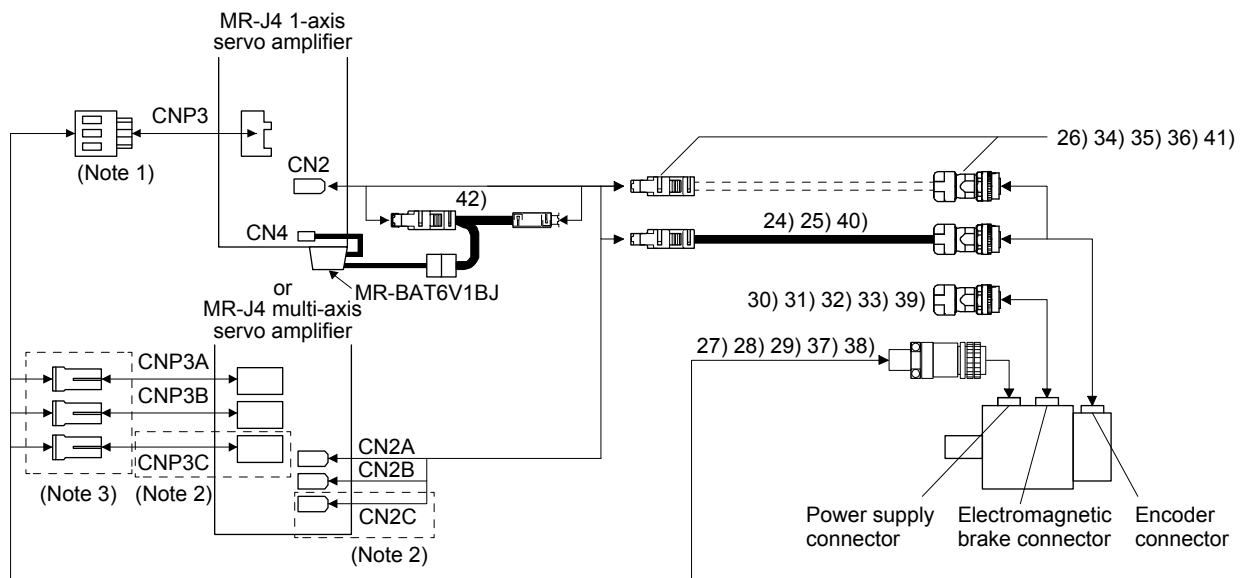 MR-J4 1-axis
servo amplifier
CNP3
(Note 1)
CN2
CN4
42)
MR-BAT6V1BJ
26) 34) 35) 36) 41)
24) 25) 40)
30) 31) 32) 33) 39)
27) 28) 29) 37) 38)
or
MR-J4 multi-axis
servo amplifier
CNP3A
CNP3B
CNP3C
(Note 3)
(Note 2)
CN2A
CN2B
CN2C
(Note 2)
Power supply
connector
Electromagnetic
brake connector
Encoder
connector